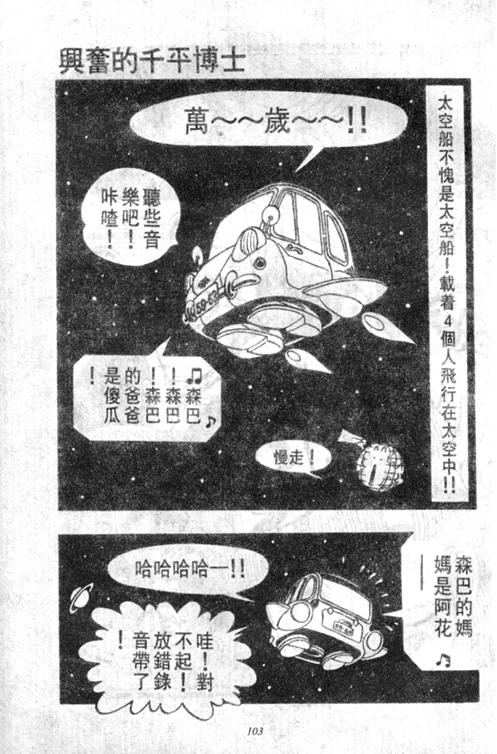 興奮的千平博士
太空船不愧是太空船！載着4個人飛行在太空中!!
萬～～歲～～!!
聽些音
樂吧！
咔喳！
♫森巴
！森巴
！森巴
的爸爸
是傻瓜
！
♪
慢走！
森巴的媽
媽是阿花
— ♫
哈哈哈哈—!!
哇！對
不起！
放錯錄
音帶了
！
59-63
103